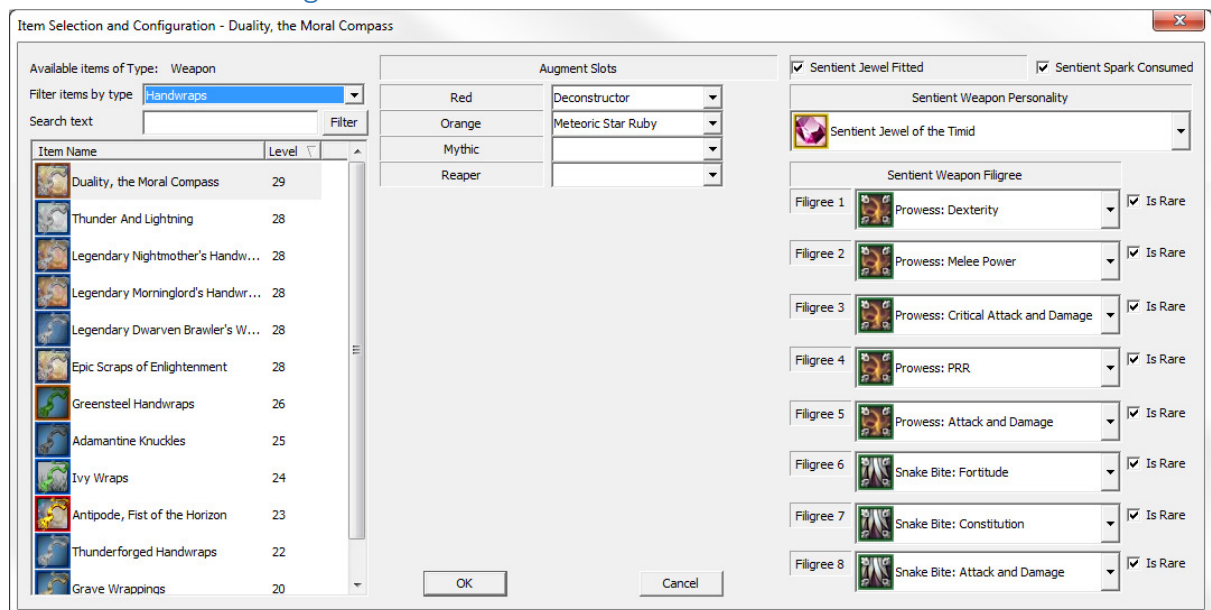 Item Selection and Configuration - Duality, the Moral Compass
Available items of Type: Weapon
Filter items by type Handwraps
Search text Filter
Item Name Level
Duality, the Moral Compass 29
Thunder And Lightning 28
Legendary Nightmother's Handw... 28
Legendary Morninglord's Handwr... 28
Legendary Dwarven Brawler's W... 28
Epic Scraps of Enlightenment 28
Greensteel Handwraps 26
Adamantine Knuckles 25
Ivy Wraps 24
Antipode, Fist of the Horizon 23
Thunderforged Handwraps 22
Grave Wrappings 20
Augment Slots
Red Deconstructor
Orange Meteoric Star Ruby
Mythic
Reaper
OK Cancel
Sentient Jewel Fitted Sentient Spark Consumed
Sentient Weapon Personality
Sentient Jewel of the Timid
Sentient Weapon Filigree
Filigree 1 Prowess: Dexterity Is Rare
Filigree 2 Prowess: Melee Power Is Rare
Filigree 3 Prowess: Critical Attack and Damage Is Rare
Filigree 4 Prowess: PRR Is Rare
Filigree 5 Prowess: Attack and Damage Is Rare
Filigree 6 Snake Bite: Fortitude Is Rare
Filigree 7 Snake Bite: Constitution Is Rare
Filigree 8 Snake Bite: Attack and Damage Is Rare